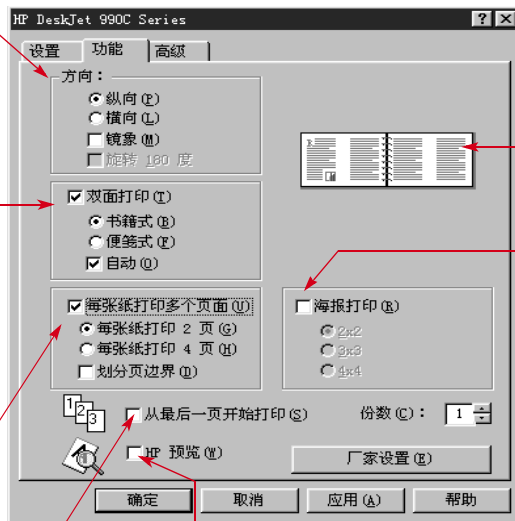 HP DeskJet 990C Series
设置 功能 高级
方向：
纵向(P)
横向(L)
镜象(M)
旋转 180 度
双面打印(T)
书籍式(B)
便笺式(F)
自动(O)
每张纸打印多个页面(U)
每张纸打印 2 页(G)
每张纸打印 4 页(H)
划分页边界(D)
海报打印(R)
2x2
3x3
4x4
1 2 3
从最后一页开始打印(S)
份数(C)： 1
HP 预览(W)
厂家设置(E)
确定 取消 应用(A) 帮助